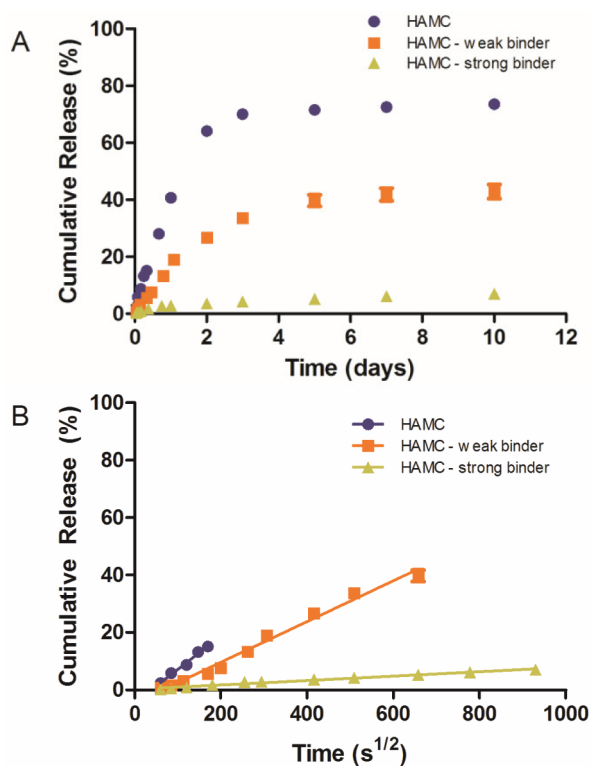 A
HAMC
HAMC - weak binder
HAMC - strong binder
Cumulative Release (%)
100
80
60
40
20
0
0 2 4 6 8 10 12
Time (days)
B
HAMC
HAMC - weak binder
HAMC - strong binder
Cumulative Release (%)
100
80
60
40
20
0
0 200 400 600 800 1000
Time (s^1/2)